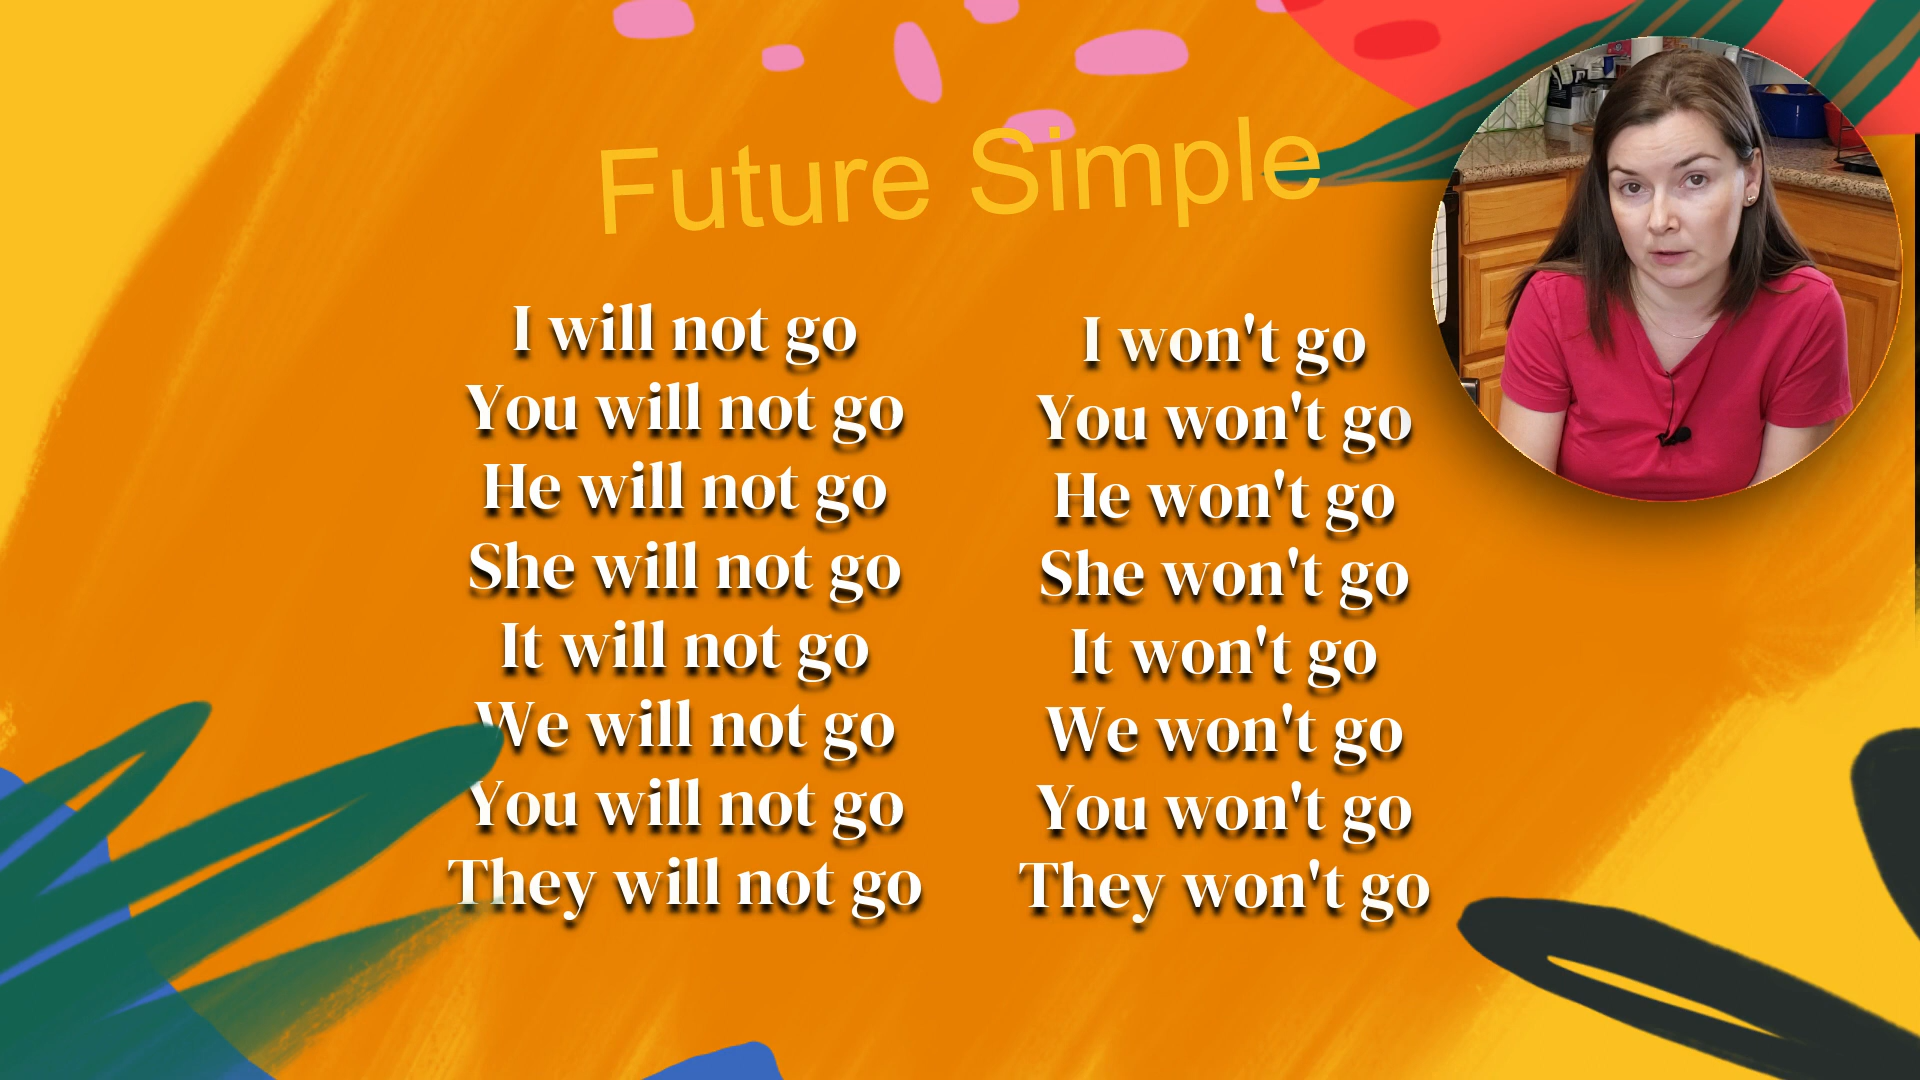 Future Simple
I will not go
You will not go
He will not go
She will not go
It will not go
We will not go
You will not go
They will not go
I won't go
You won't go
He won't go
She won't go
It won't go
We won't go
You won't go
They won't go